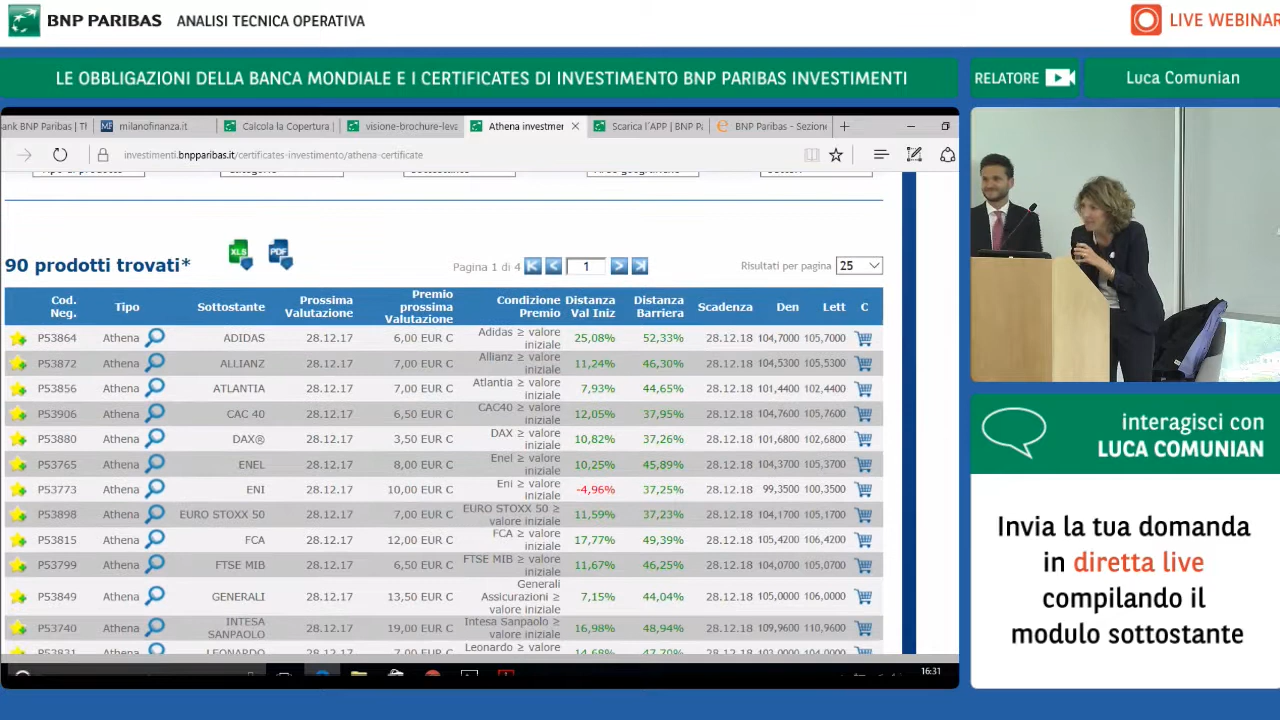 BNP PARIBAS ANALISI TECNICA OPERATIVA
LIVE WEBINAR
LE OBBLIGAZIONI DELLA BANCA MONDIALE E I CERTIFICATES DI INVESTIMENTO BNP PARIBAS INVESTIMENTI
RELATORE
Luca Comunian
ank BNP Paribas | T
milanofinanza.it
Calcola la Copertura |
visione-brochure-leva
Athena investmen
Scarica l'APP | BNP Pa
BNP Paribas - Sezione
investimenti.bnpparibas.it/certificates-investimento/athena-certificate
90 prodotti trovati*
XLS
PDF
Pagina 1 di 4
1
Risultati per pagina 25
Cod. Neg. Tipo Sottostante Prossima Valutazione Premio prossima Valutazione Condizione Premio Distanza Val Iniz Distanza Barriera Scadenza Den Lett C
P53864 Athena ADIDAS 28.12.17 6,00 EUR C Adidas ≥ valore iniziale 25,08% 52,33% 28.12.18 104,7000 105,7000
P53872 Athena ALLIANZ 28.12.17 7,00 EUR C Allianz ≥ valore iniziale 11,24% 46,30% 28.12.18 104,5300 105,5300
P53856 Athena ATLANTIA 28.12.17 7,00 EUR C Atlantia ≥ valore iniziale 7,93% 44,65% 28.12.18 101,4400 102,4400
P53906 Athena CAC 40 28.12.17 6,50 EUR C CAC40 ≥ valore iniziale 12,05% 37,95% 28.12.18 104,7600 105,7600
P53880 Athena DAX® 28.12.17 3,50 EUR C DAX ≥ valore iniziale 10,82% 37,26% 28.12.18 101,6800 102,6800
P53765 Athena ENEL 28.12.17 8,00 EUR C Enel ≥ valore iniziale 10,25% 45,89% 28.12.18 104,3700 105,3700
P53773 Athena ENI 28.12.17 10,00 EUR C Eni ≥ valore iniziale -4,96% 37,25% 28.12.18 99,3500 100,3500
P53898 Athena EURO STOXX 50 28.12.17 7,00 EUR C EURO STOXX 50 ≥ valore iniziale 11,59% 37,23% 28.12.18 104,1700 105,1700
P53815 Athena FCA 28.12.17 12,00 EUR C FCA ≥ valore iniziale 17,77% 49,39% 28.12.18 105,4200 106,4200
P53799 Athena FTSE MIB 28.12.17 6,50 EUR C FTSE MIB ≥ valore iniziale 11,67% 46,25% 28.12.18 104,0700 105,0700
P53849 Athena GENERALI 28.12.17 13,50 EUR C Generali Assicurazioni ≥ valore iniziale 7,15% 44,04% 28.12.18 105,0000 106,0000
P53740 Athena INTESA SANPAOLO 28.12.17 19,00 EUR C Intesa Sanpaolo ≥ valore iniziale 16,98% 48,94% 28.12.18 109,9600 110,9600
Athena LEONARDO 28.12.17 7,00 EUR C Leonardo ≥ valore
16:31
interagisci con
LUCA COMUNIAN
Invia la tua domanda
in diretta live
compilando il
modulo sottostante